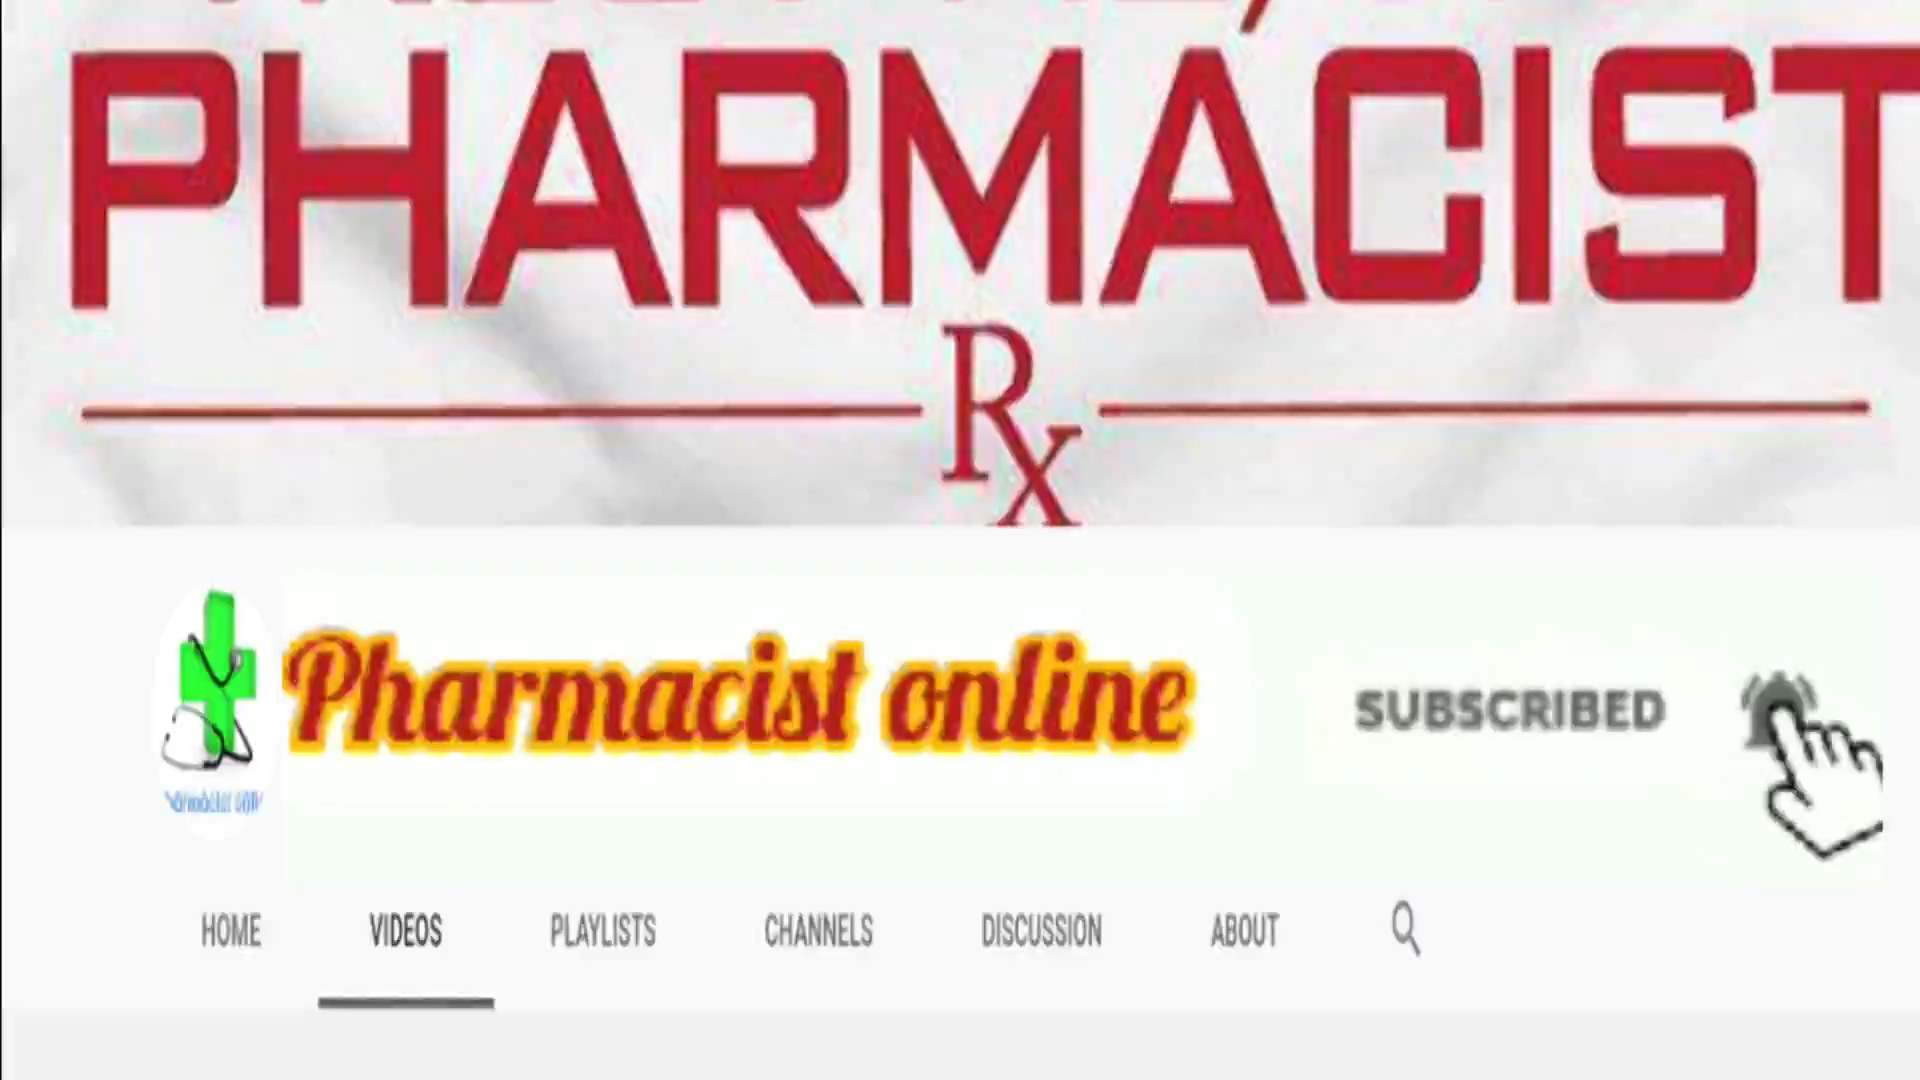 PHARMACIST
Rx
Pharmacist online
SUBSCRIBED
HOME VIDEOS PLAYLISTS CHANNELS DISCUSSION ABOUT